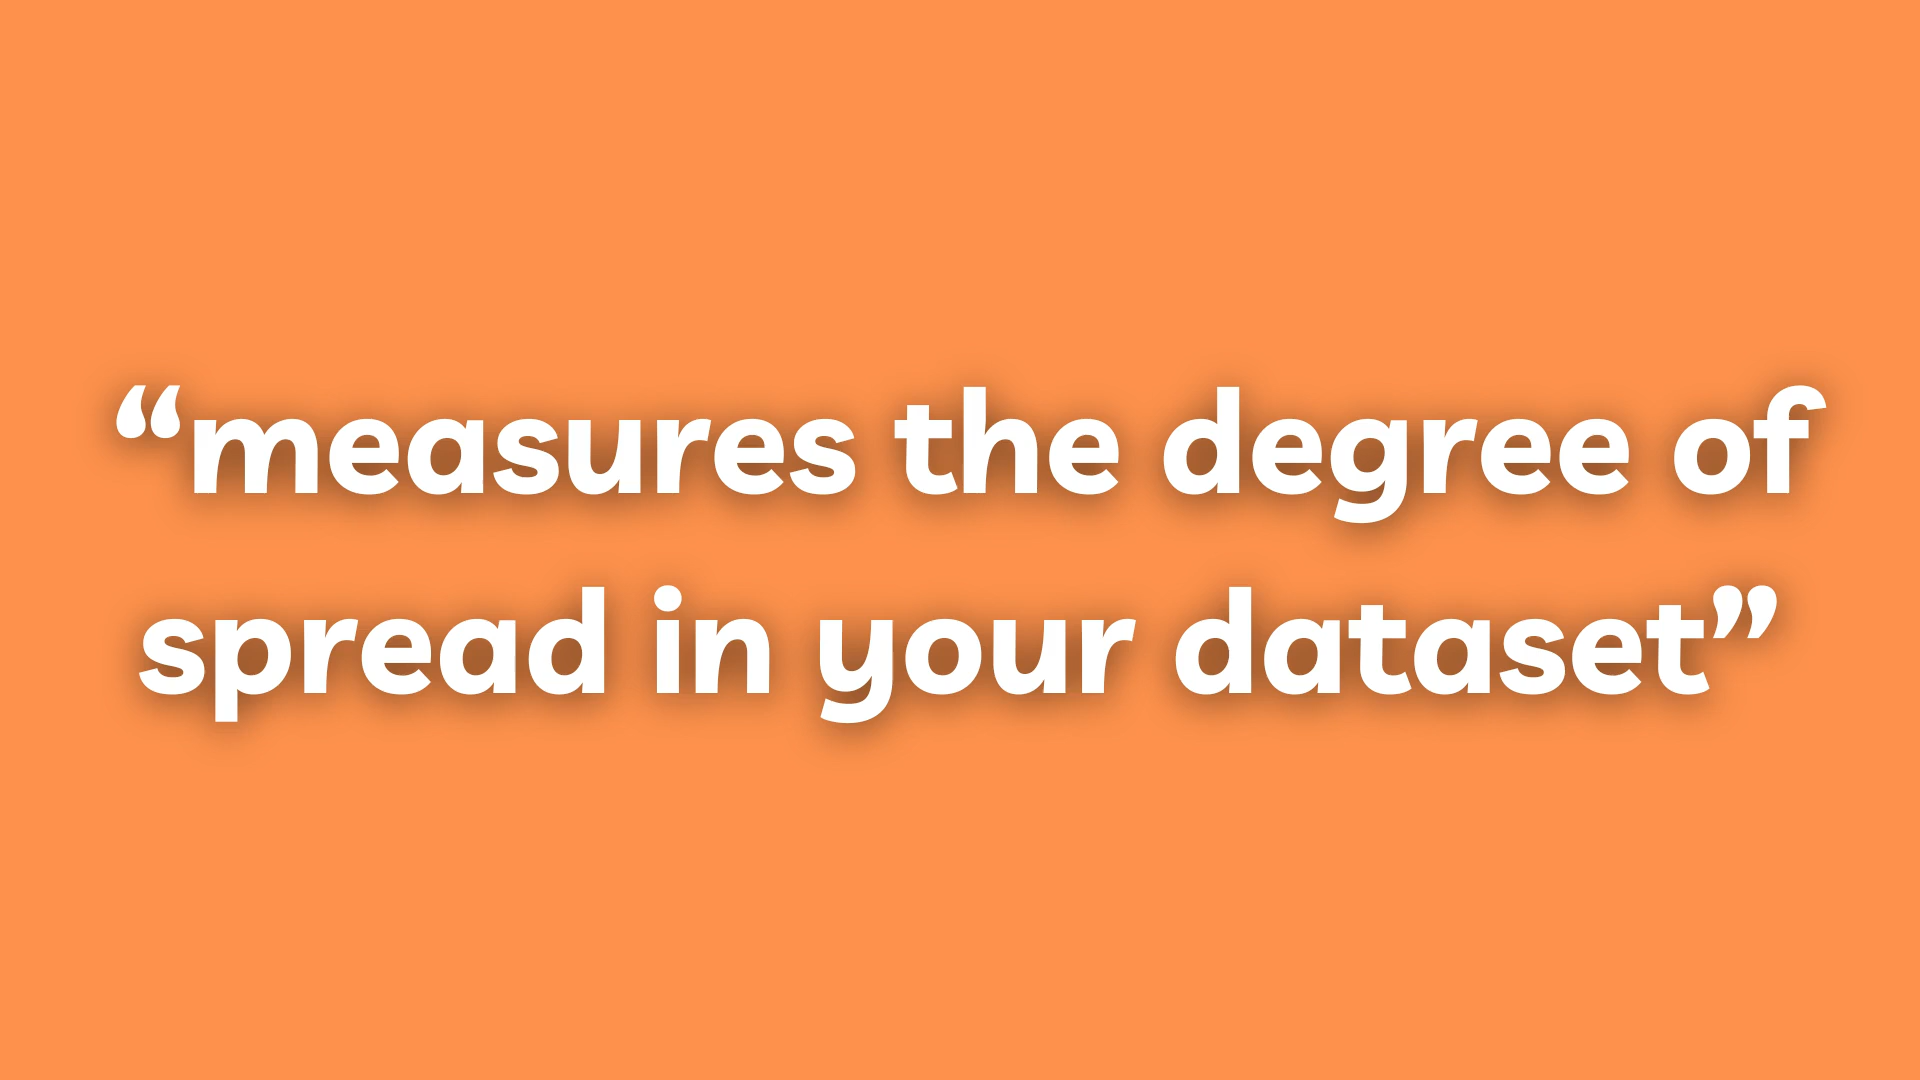 “measures the degree of
spread in your dataset”